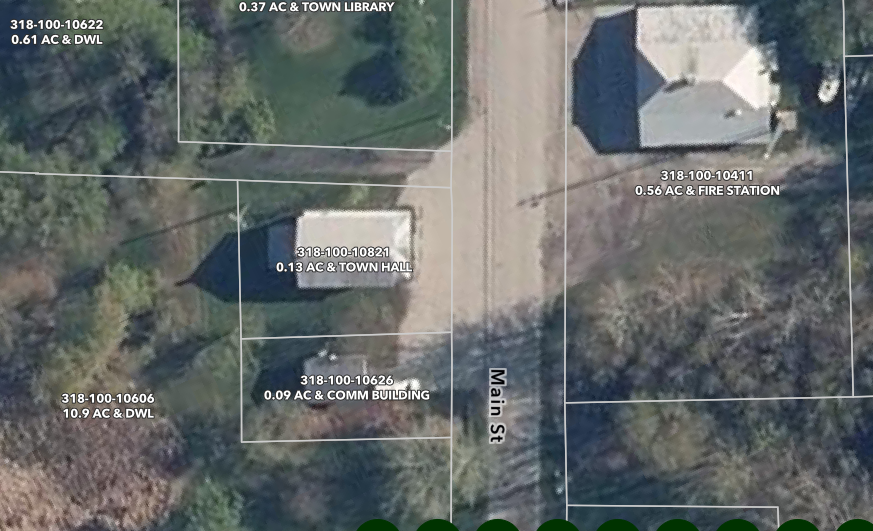 0.37 AC & TOWN LIBRARY
318-100-10622
0.61 AC & DWL
318-100-10411
0.56 AC & FIRE STATION
318-100-10821
0.13 AC & TOWN HALL
318-100-10626
0.09 AC & COMM BUILDING
318-100-10606
10.9 AC & DWL
Main St